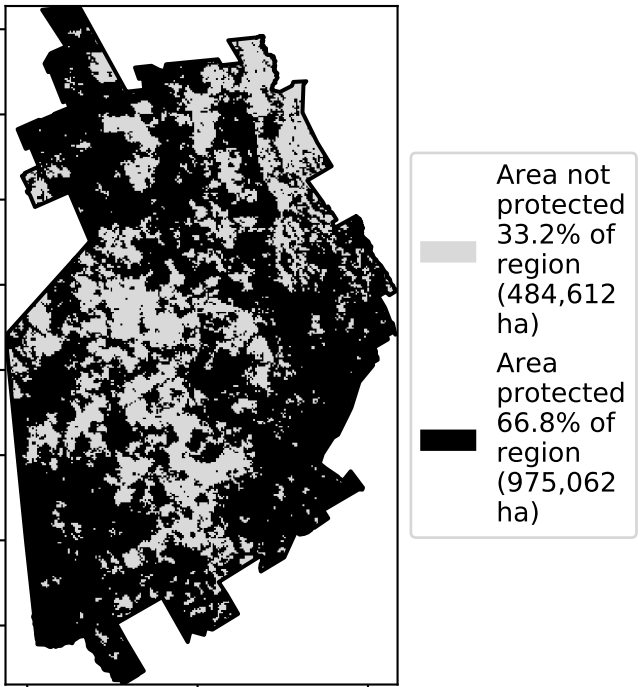 Area not
protected
33.2% of
region
(484,612
ha)
Area
protected
66.8% of
region
(975,062
ha)